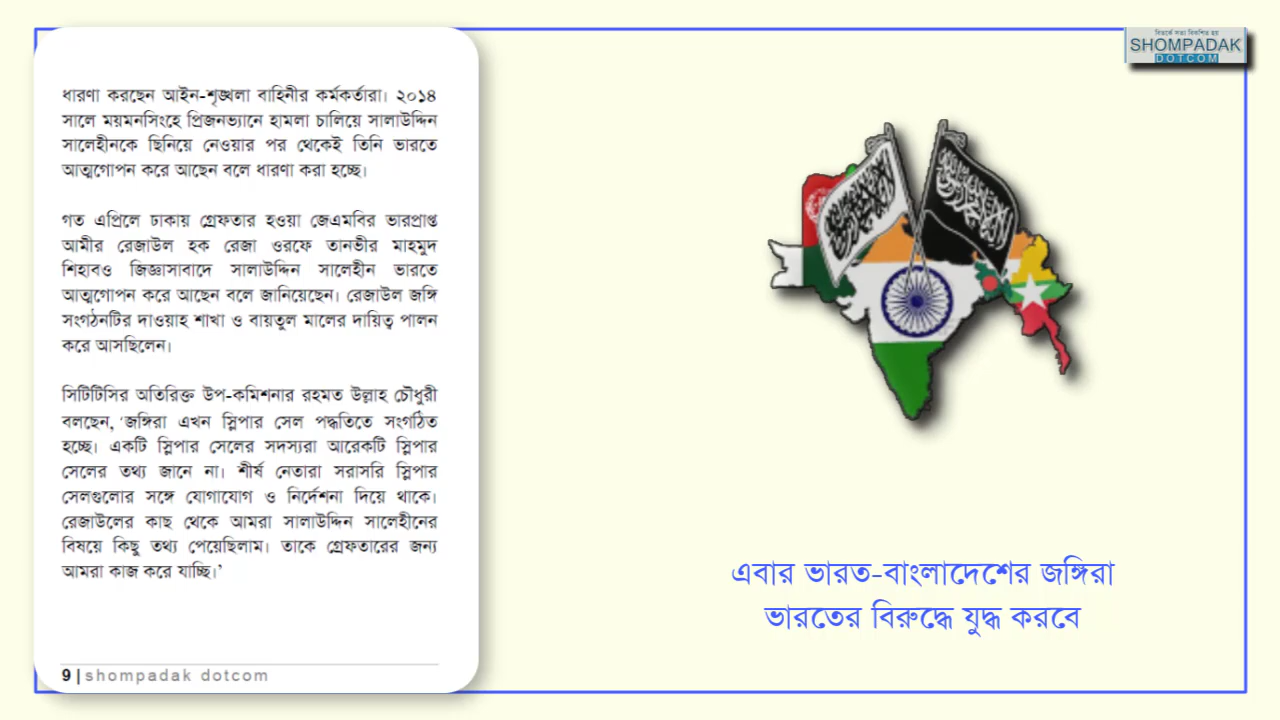 ধারণা করছেন আইন-শৃঙ্খলা বাহিনীর কর্মকর্তারা। ২০১৪
সালে ময়মনসিংহে প্রিজনভ্যানে হামলা চালিয়ে সালাউদ্দিন
সালেহীনকে ছিনিয়ে নেওয়ার পর থেকেই তিনি ভারতে
আত্মগোপন করে আছেন বলে ধারণা করা হচ্ছে।
গত এপ্রিলে ঢাকায় গ্রেফতার হওয়া জেএমবির ভারপ্রাপ্ত
আমীর রেজাউল হক রেজা ওরফে তানভীর মাহমুদ
শিহাবও জিজ্ঞাসাবাদে সালাউদ্দিন সালেহীন ভারতে
আত্মগোপন করে আছেন বলে জানিয়েছেন। রেজাউল জঙ্গি
সংগঠনটির দাওয়াহ শাখা ও বায়তুল মালের দায়িত্ব পালন
করে আসছিলেন।
সিটিটিসির অতিরিক্ত উপ-কমিশনার রহমত উল্লাহ চৌধুরী
বলছেন, ‘জঙ্গিরা এখন স্লিপার সেল পদ্ধতিতে সংগঠিত
হচ্ছে। একটি স্লিপার সেলের সদস্যরা আরেকটি স্লিপার
সেলের তথ্য জানে না। শীর্ষ নেতারা সরাসরি স্লিপার
সেলগুলোর সঙ্গে যোগাযোগ ও নির্দেশনা দিয়ে থাকে।
রেজাউলের কাছ থেকে আমরা সালাউদ্দিন সালেহীনের
বিষয়ে কিছু তথ্য পেয়েছিলাম। তাকে গ্রেফতারের জন্য
আমরা কাজ করে যাচ্ছি।’
9 | shompadak dotcom
বিতর্কে সত্য বিকশিত হয়
SHOMPADAK
DOTCOM
এবার ভারত-বাংলাদেশের জঙ্গিরা
ভারতের বিরুদ্ধে যুদ্ধ করবে